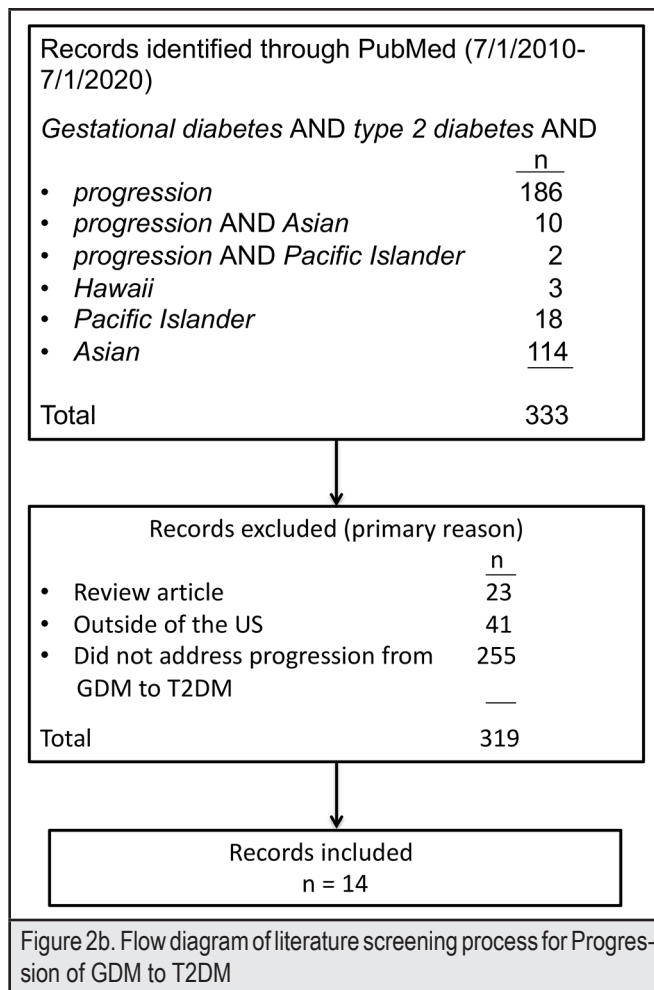 Records identified through PubMed (7/1/2010-
7/1/2020)
Gestational diabetes AND type 2 diabetes AND
n
• progression 186
• progression AND Asian 10
• progression AND Pacific Islander 2
• Hawaii 3
• Pacific Islander 18
• Asian 114
Total 333
Records excluded (primary reason)
n
• Review article 23
• Outside of the US 41
• Did not address progression from 255
GDM to T2DM
Total 319
Records included
n = 14
Figure 2b. Flow diagram of literature screening process for Progres-
sion of GDM to T2DM